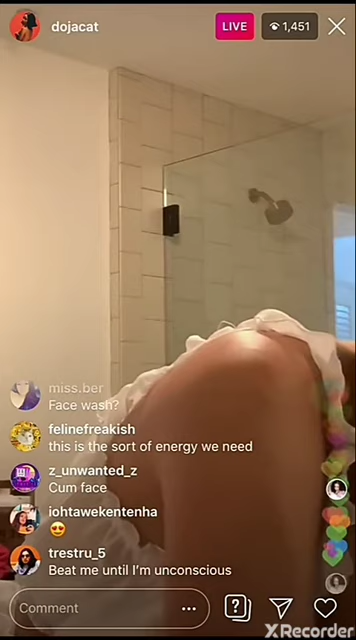 dojacat
LIVE
1,451
miss.ber
Face wash?
felinefreakish
this is the sort of energy we need
z_unwanted_z
Cum face
iohtawekentenha
trestru_5
Beat me until I'm unconscious
Comment
XRecorder